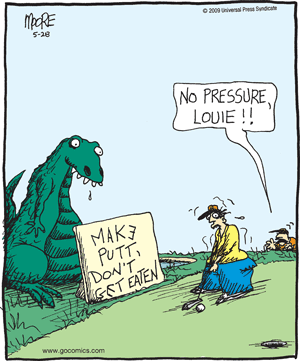 © 2009 Universal Press Syndicate
MOORE
5-28
NO PRESSURE,
LOUIE!!
MAKE
PUTT,
DON'T
GET EATEN
www.gocomics.com